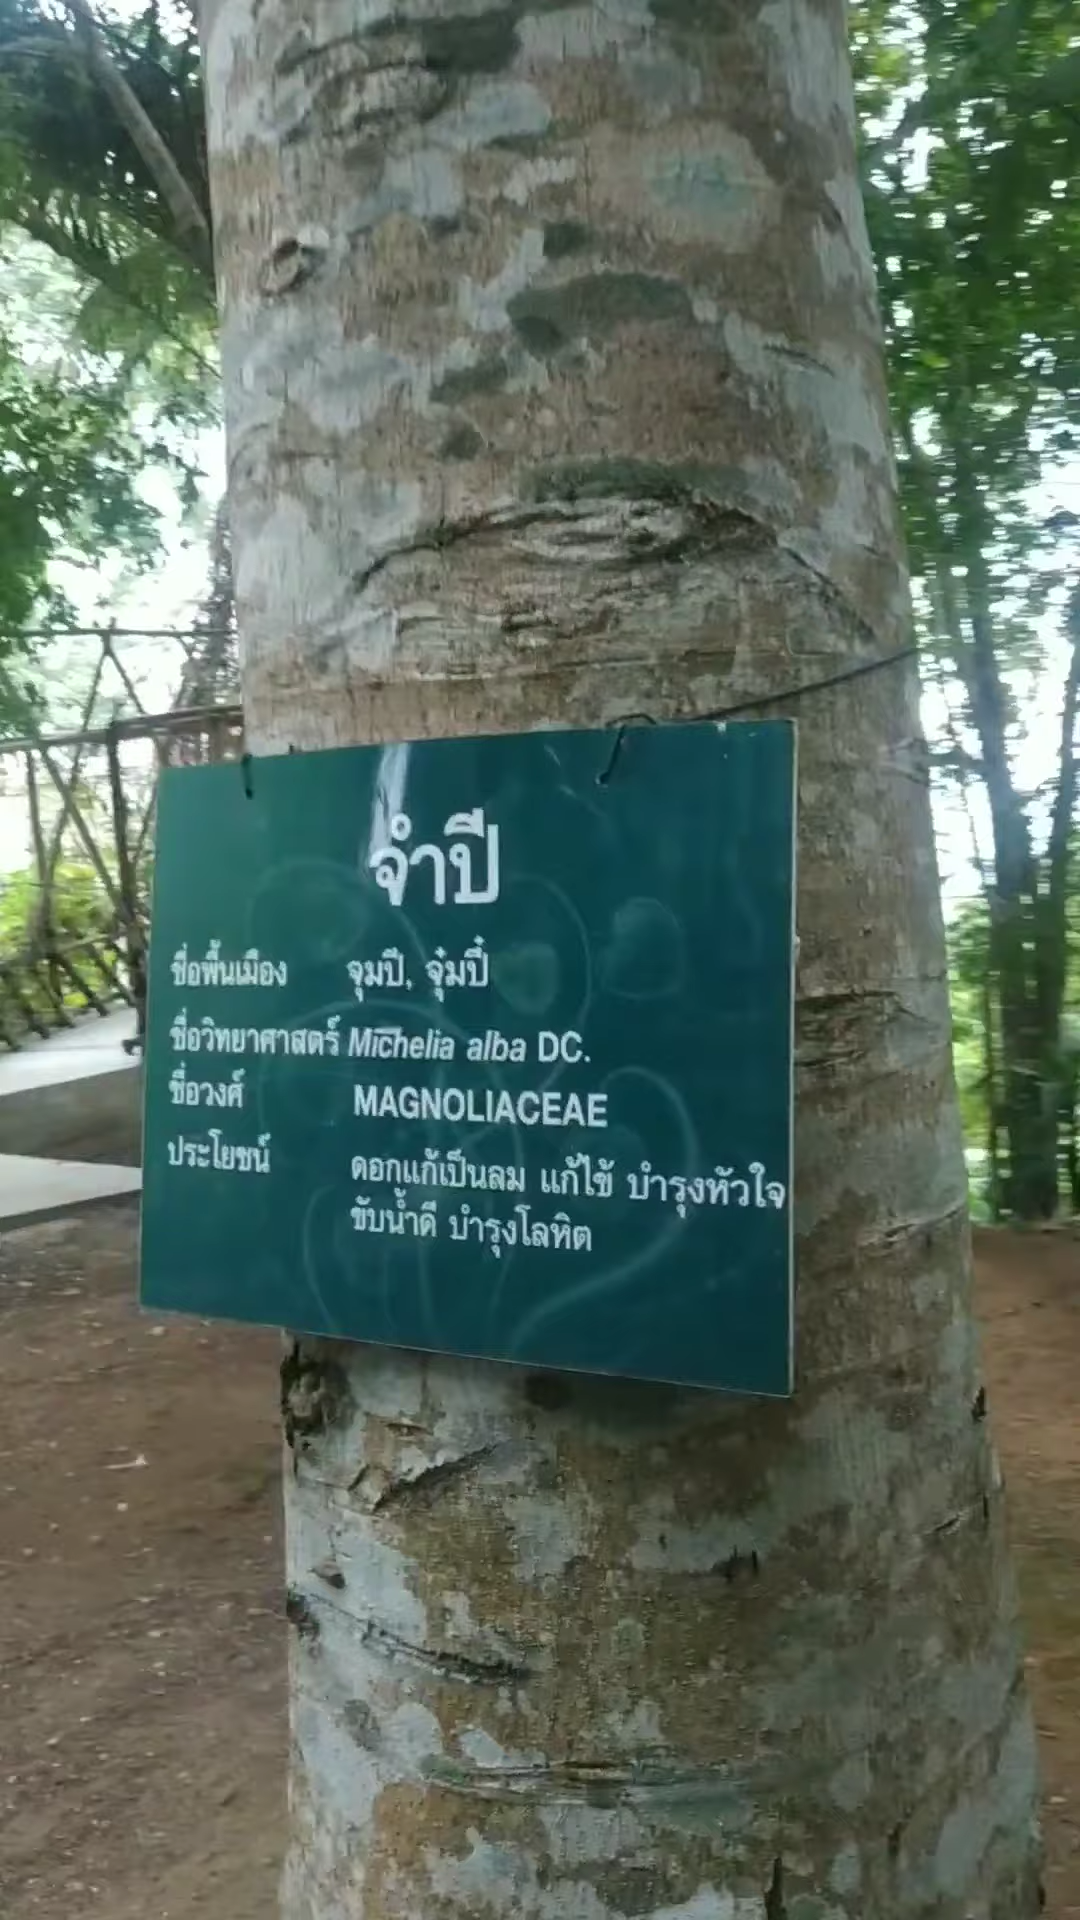 จำปี
ชื่อพื้นเมือง จุมปี, จุ๋มปี๋
ชื่อวิทยาศาสตร์ Michelia alba DC.
ชื่อวงศ์ MAGNOLIACEAE
ประโยชน์ ดอกแก้เป็นลม แก้ไข้ บำรุงหัวใจ
ขับน้ำดี บำรุงโลหิต